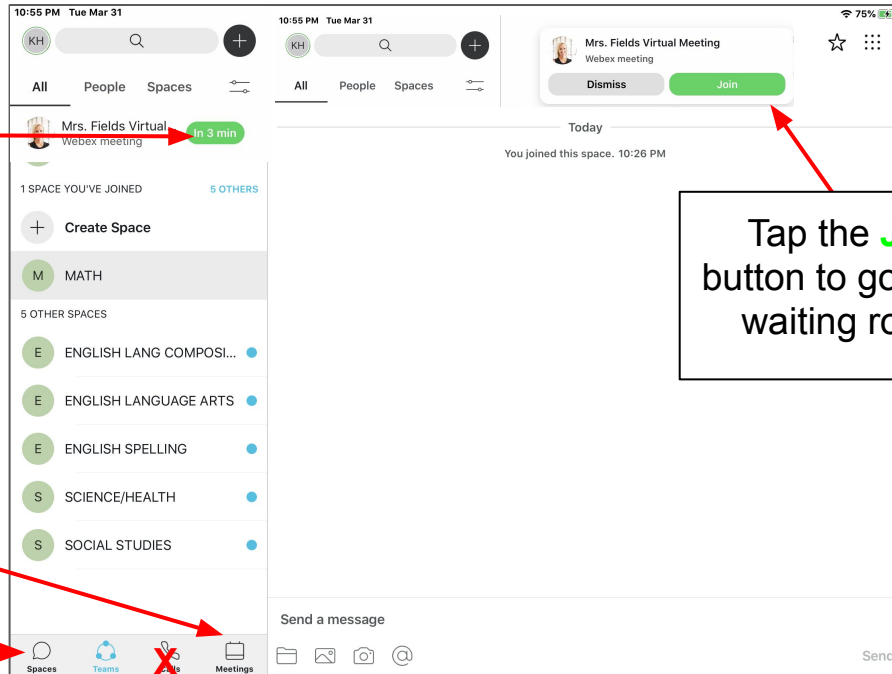 10:55 PM Tue Mar 31
KH
All People Spaces
Mrs. Fields Virtual...
Webex meeting
In 3 min
1 SPACE YOU'VE JOINED 5 OTHERS
Create Space
M MATH
5 OTHER SPACES
E ENGLISH LANG COMPOSI...
E ENGLISH LANGUAGE ARTS
E ENGLISH SPELLING
S SCIENCE/HEALTH
S SOCIAL STUDIES
Spaces Teams X Meetings
10:55 PM Tue Mar 31
75%
KH
All People Spaces
Mrs. Fields Virtual Meeting
Webex meeting
Dismiss Join
Today
You joined this space. 10:26 PM
Tap the
button to go
waiting
Send a message
@
Send